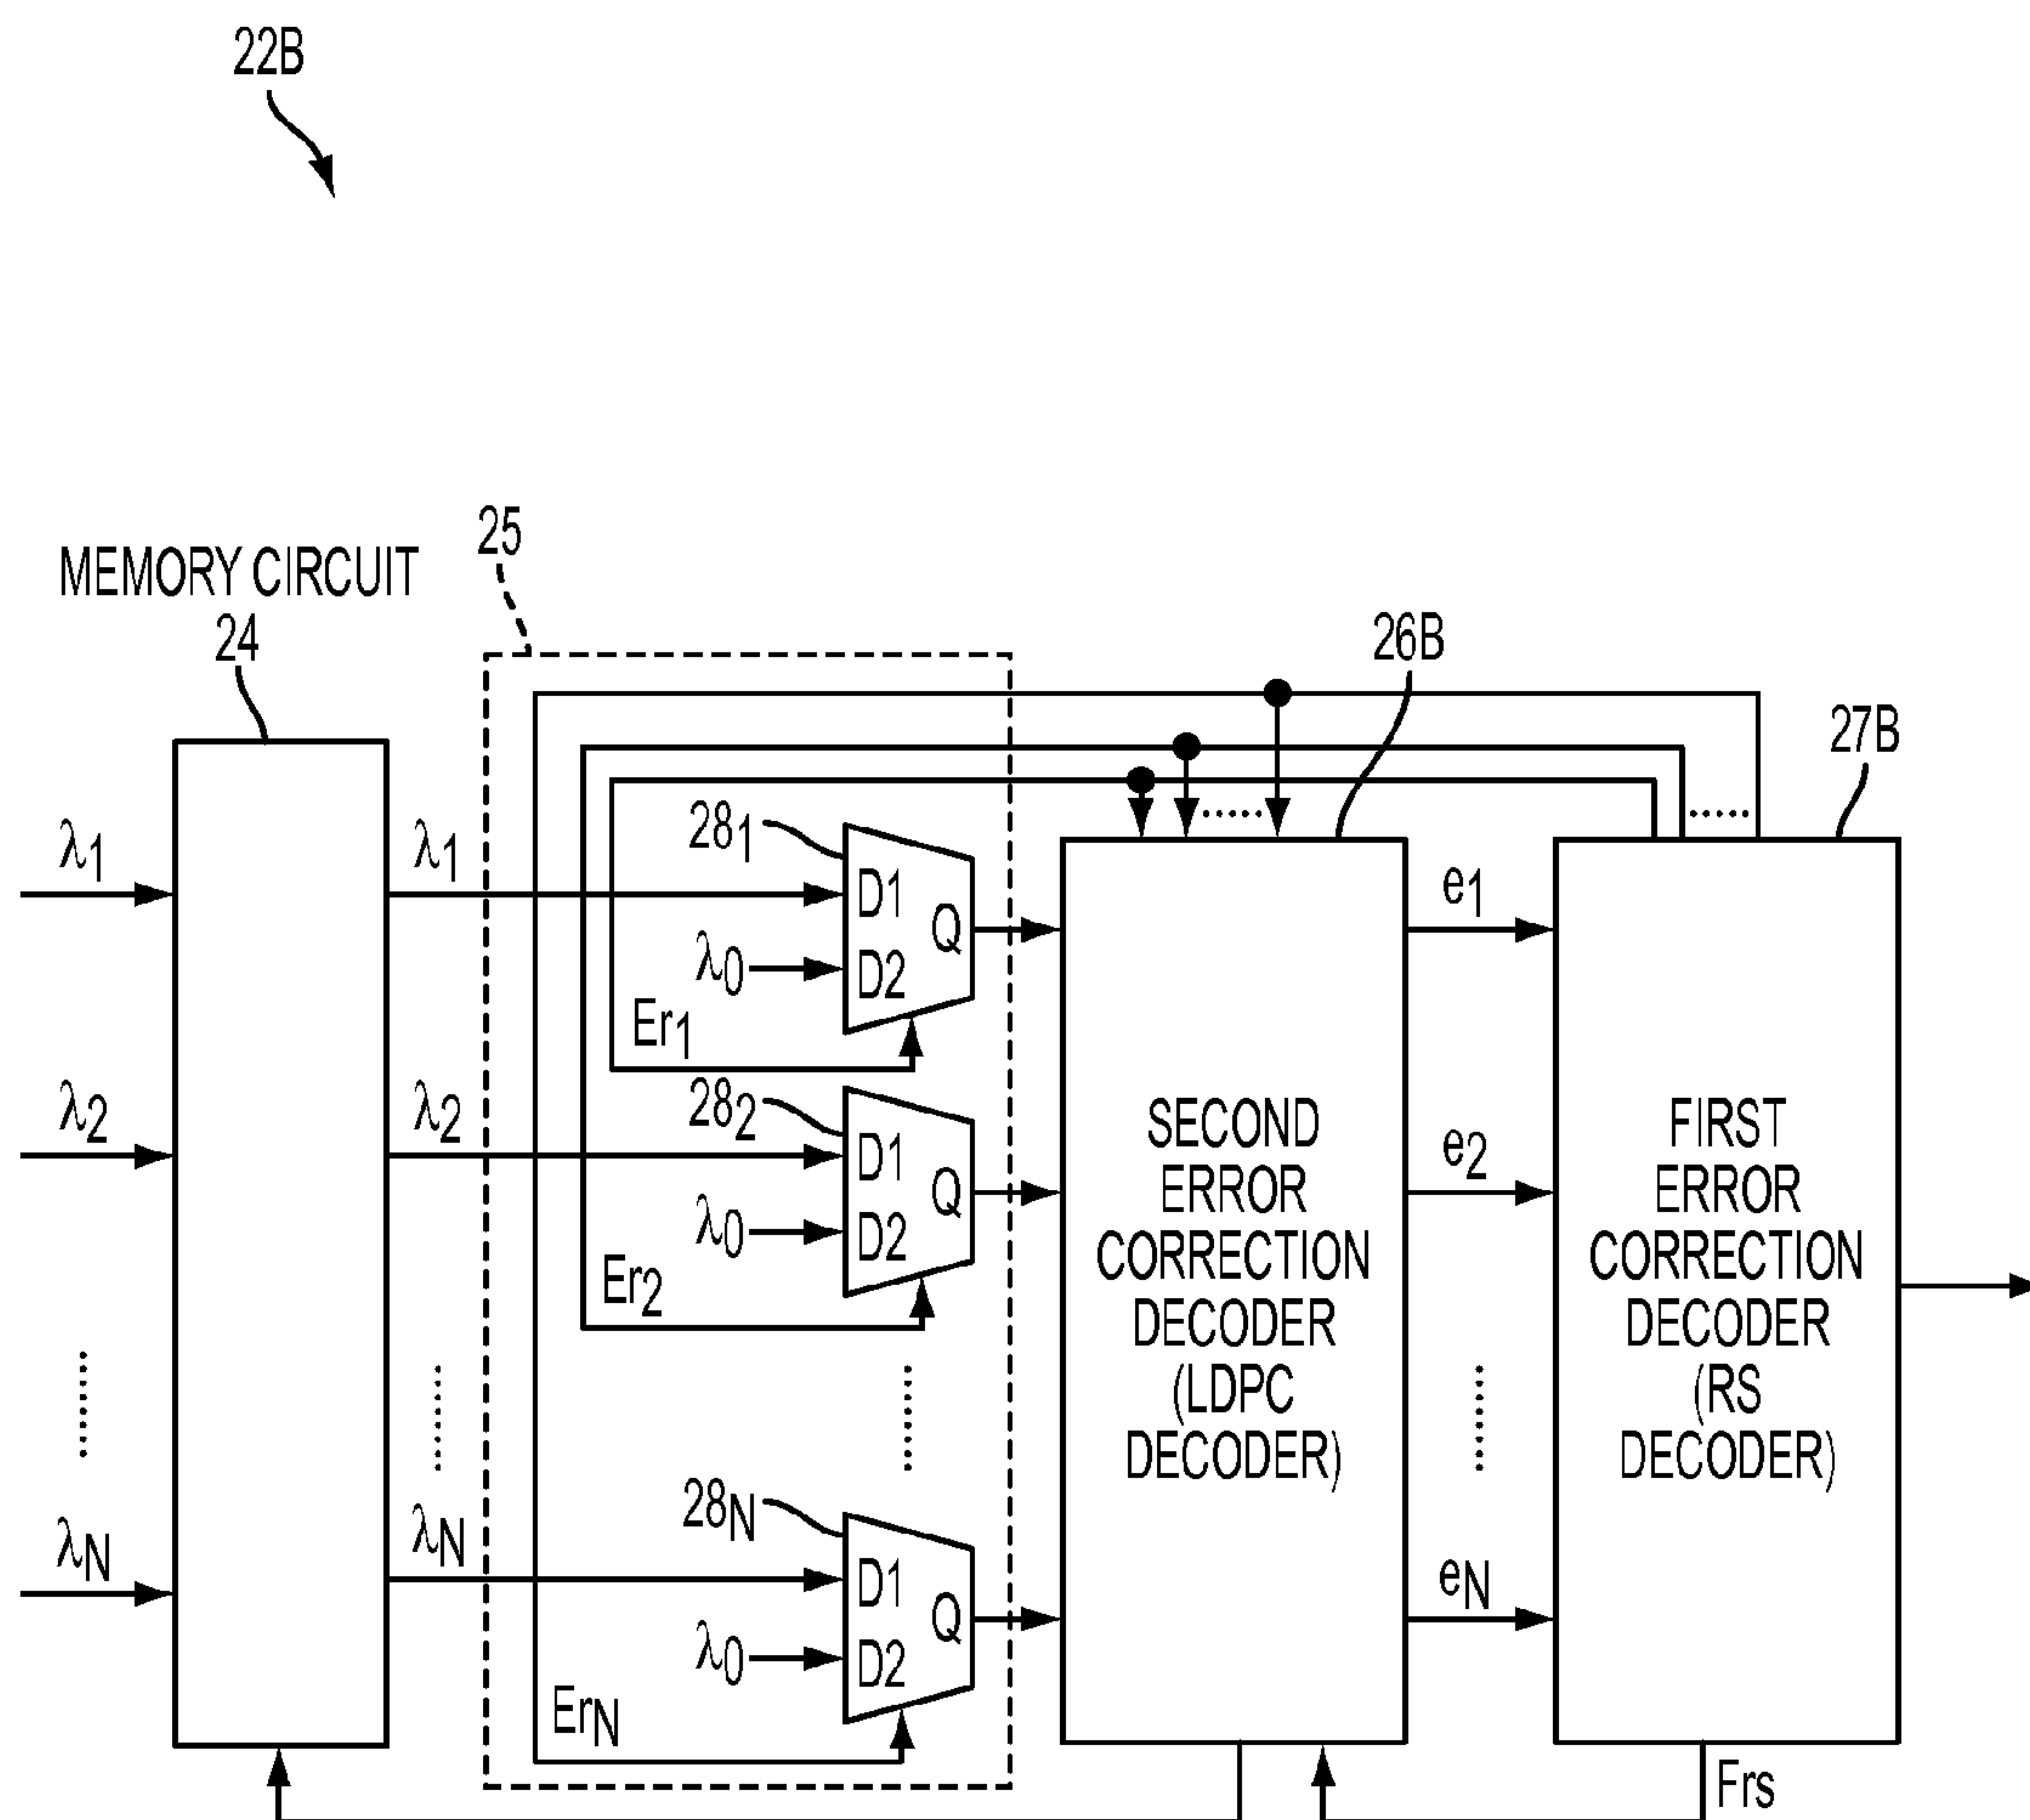 22B
MEMORY CIRCUIT
24
25
26B
27B
λ1
λ1
281
D1
D2
Q
λ0
Er1
e1
λ2
λ2
282
D1
D2
Q
λ0
Er2
e2
SECOND
ERROR
CORRECTION
DECODER
(LDPC
DECODER)
FIRST
ERROR
CORRECTION
DECODER
(RS
DECODER)
λN
λN
28N
D1
D2
Q
λ0
ErN
eN
Frs